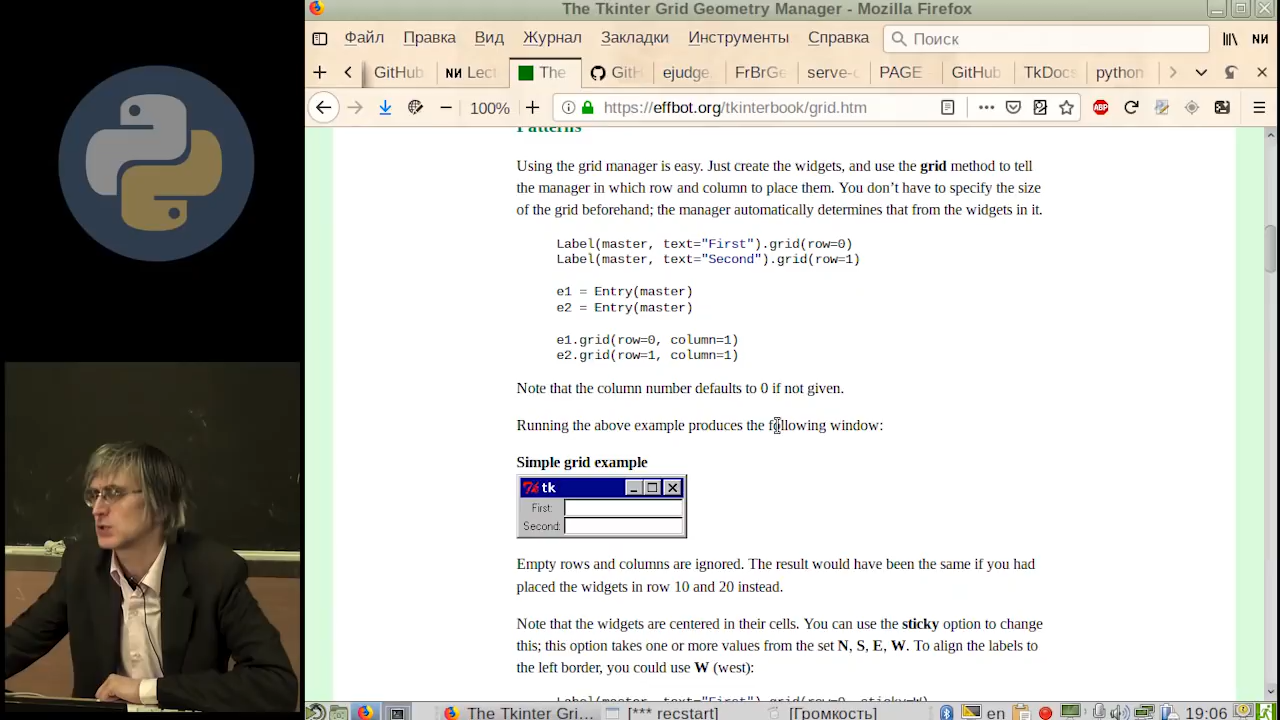 The Tkinter Grid Geometry Manager - Mozilla Firefox
Файл Правка Вид Журнал Закладки Инструменты Справка Поиск
GitHub Lect The GitH ejudge FrBrGe serve-c PAGE GitHub TkDocs python
100% https://effbot.org/tkinterbook/grid.htm
Patterns
Using the grid manager is easy. Just create the widgets, and use the grid method to tell
the manager in which row and column to place them. You don’t have to specify the size
of the grid beforehand; the manager automatically determines that from the widgets in it.
Label(master, text="First").grid(row=0)
Label(master, text="Second").grid(row=1)
e1 = Entry(master)
e2 = Entry(master)
e1.grid(row=0, column=1)
e2.grid(row=1, column=1)
Note that the column number defaults to 0 if not given.
Running the above example produces the following window:
Simple grid example
tk
First:
Second:
Empty rows and columns are ignored. The result would have been the same if you had
placed the widgets in row 10 and 20 instead.
Note that the widgets are centered in their cells. You can use the sticky option to change
this; this option takes one or more values from the set N, S, E, W. To align the labels to
the left border, you could use W (west):
The Tkinter Gri… [*** recstart] [Громкость] en 19:06